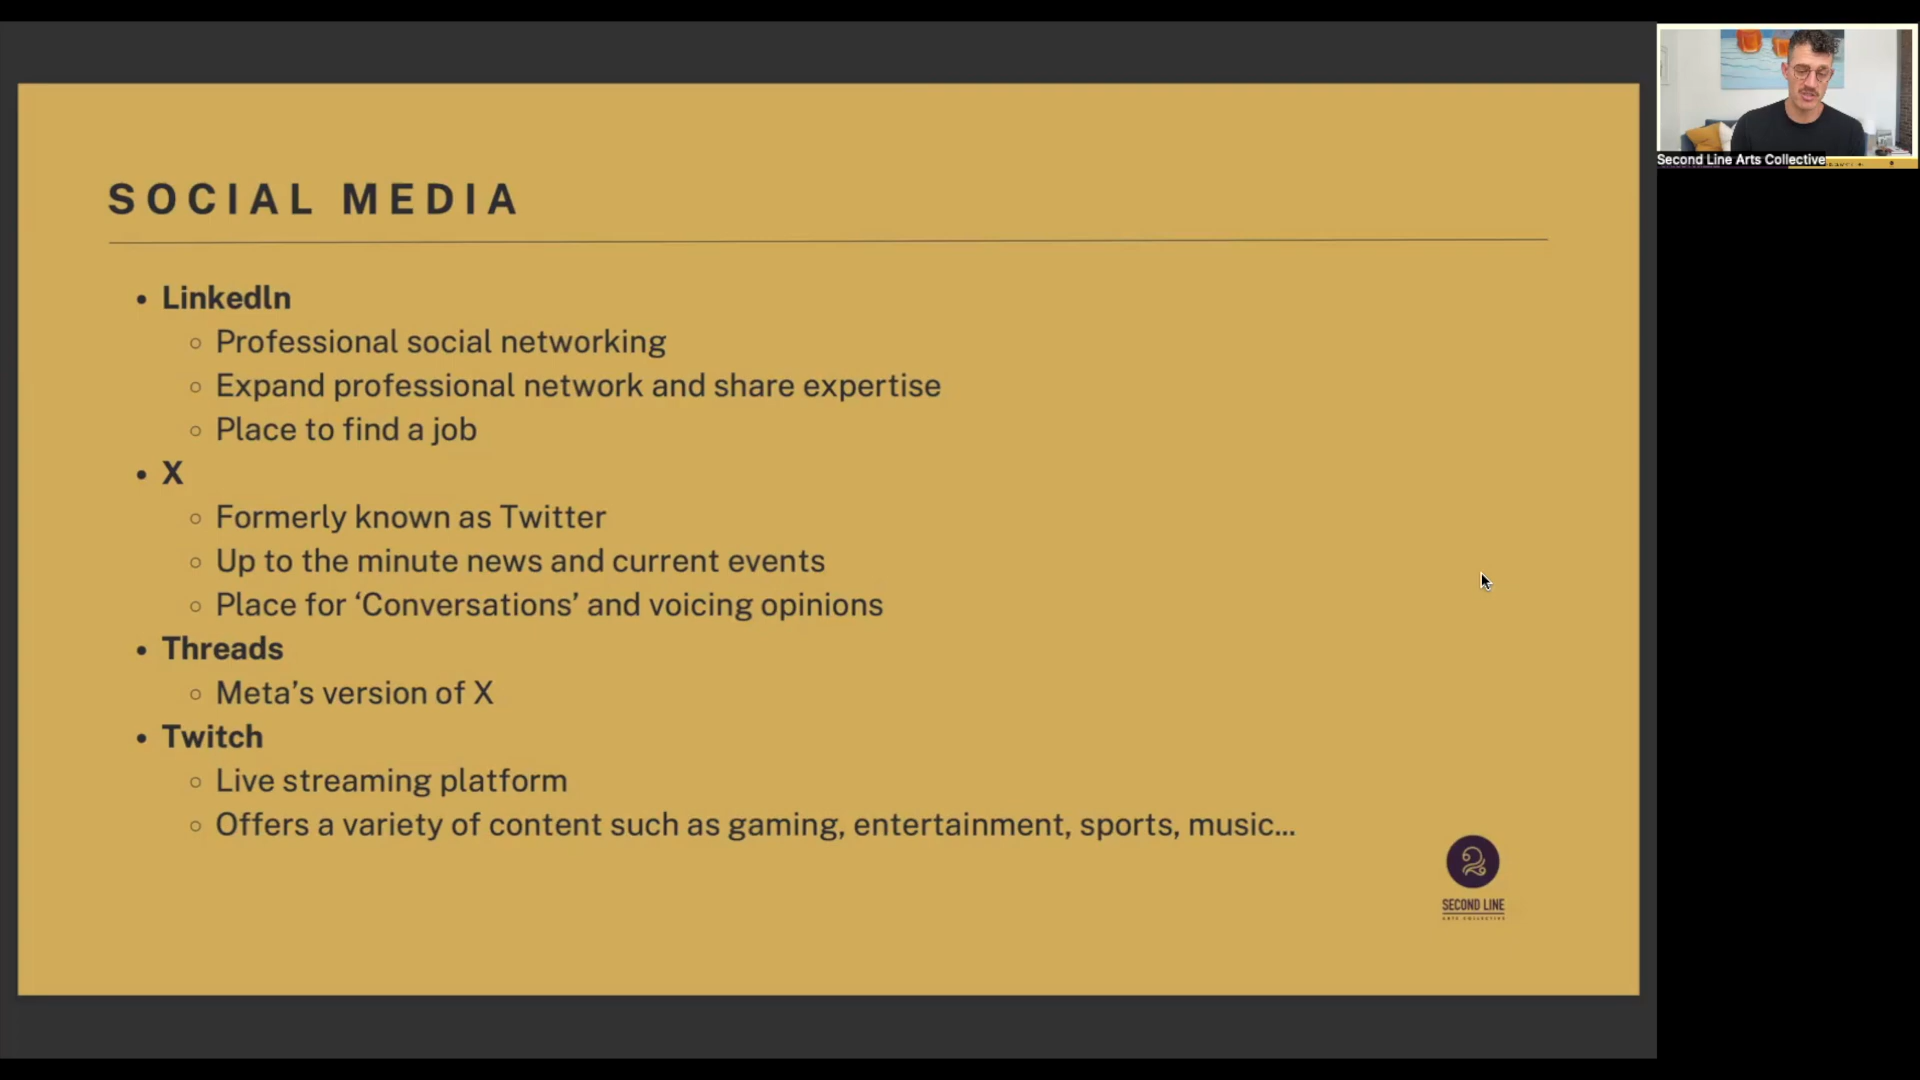 SOCIAL MEDIA
• LinkedIn
○ Professional social networking
○ Expand professional network and share expertise
○ Place to find a job
• X
○ Formerly known as Twitter
○ Up to the minute news and current events
○ Place for ‘Conversations’ and voicing opinions
• Threads
○ Meta’s version of X
• Twitch
○ Live streaming platform
○ Offers a variety of content such as gaming, entertainment, sports, music...
SECOND LINE
ARTS COLLECTIVE
Second Line Arts Collective